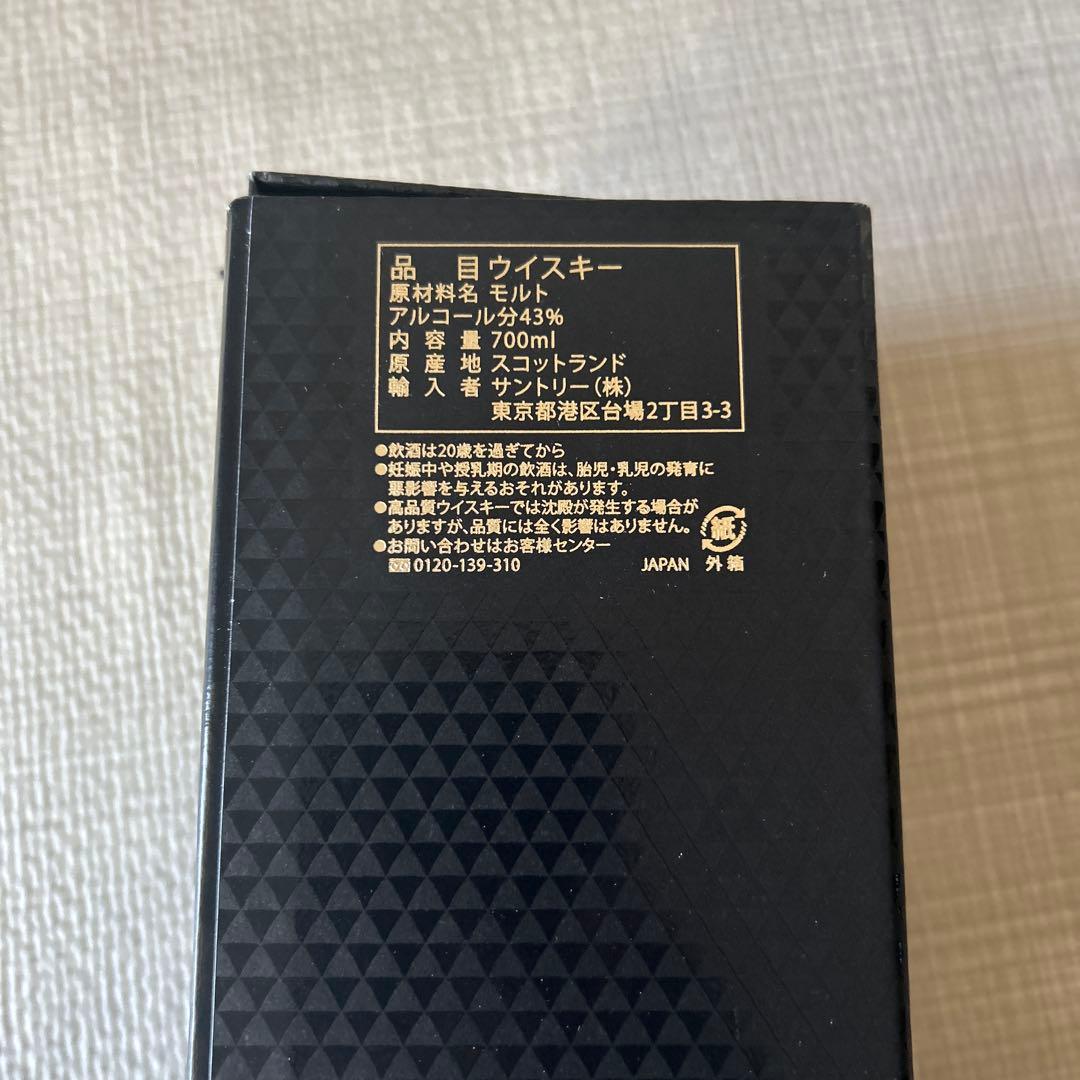 品目 ウイスキー
原材料名 モルト
アルコール分43%
内容量 700ml
原産地 スコットランド
輸入者 サントリー(株)
東京都港区台場2丁目3-3
●飲酒は20歳を過ぎてから
●妊娠中や授乳期の飲酒は、胎児・乳児の発育に
悪影響を与えるおそれがあります。
●高品質ウイスキーでは沈殿が発生する場合が
ありますが、品質には全く影響はありません。
●お問い合わせはお客様センター
0120-139-310
JAPAN
紙
外箱